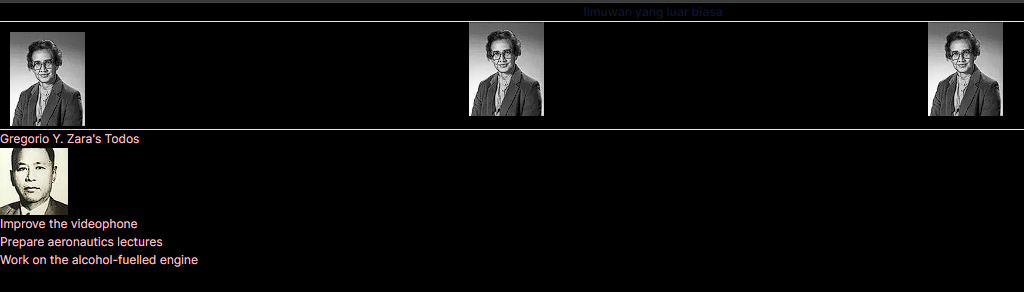 Ilmuwan yang luar biasa
Gregorio Y. Zara's Todos
Improve the videophone
Prepare aeronautics lectures
Work on the alcohol-fuelled engine